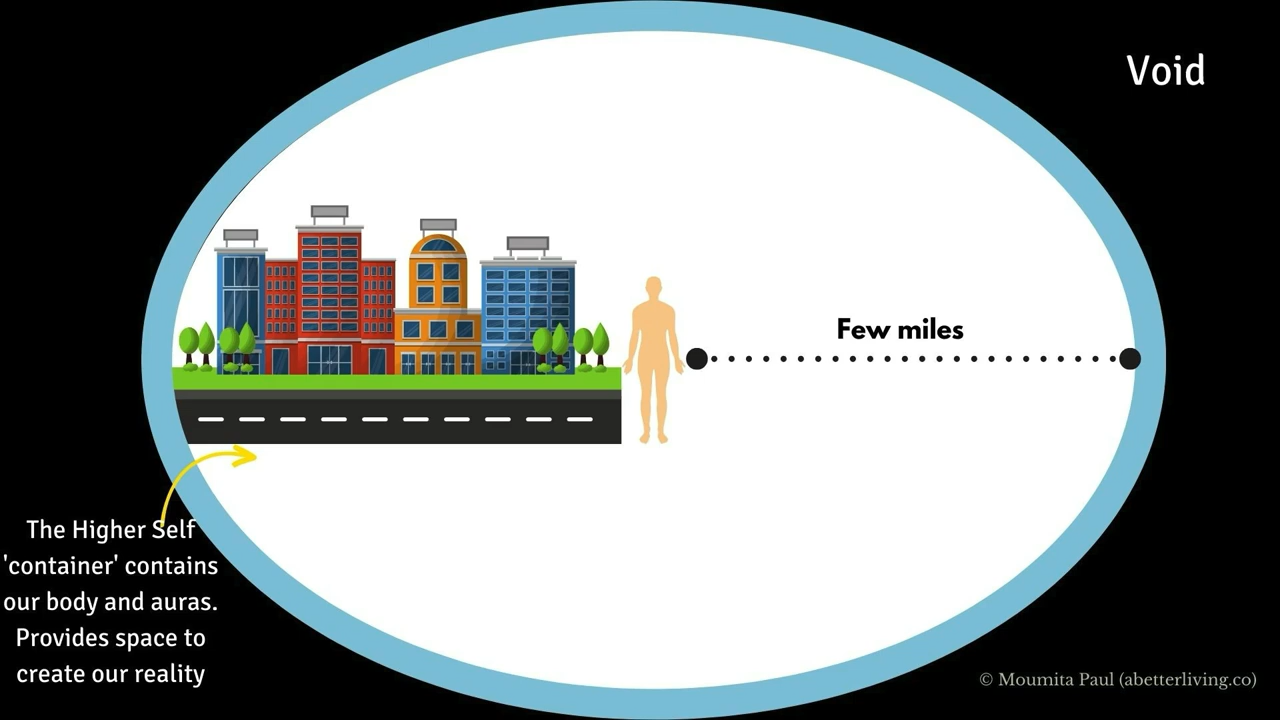 Void
Few miles
The Higher Self
'container' contains
our body and auras.
Provides space to
create our reality
© Moumita Paul (abetterliving.co)